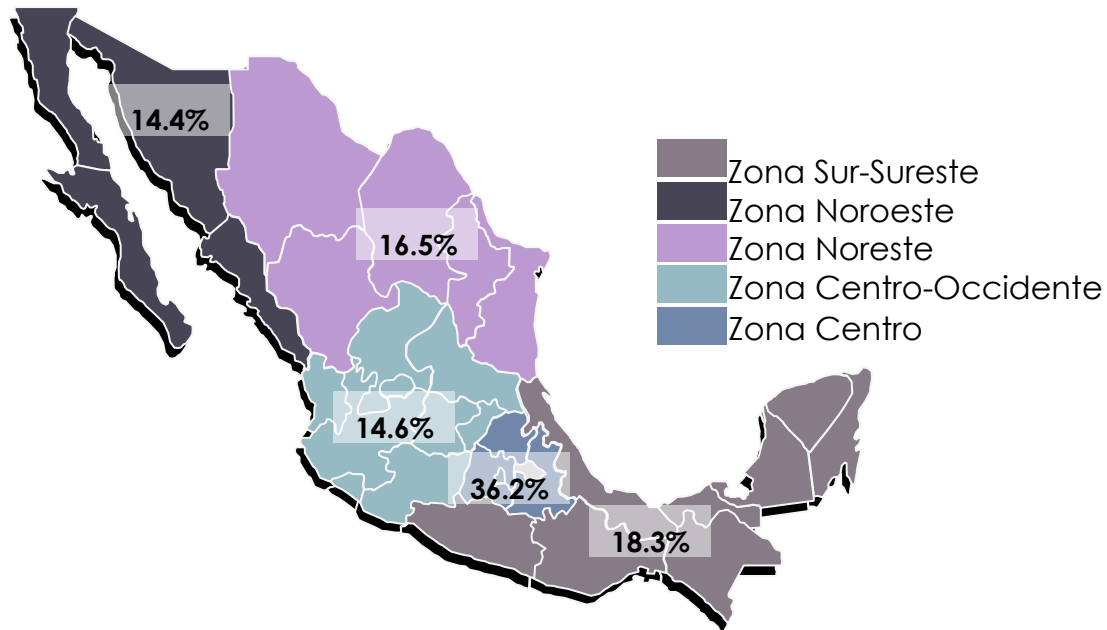 14.4%
Zona Sur-Sureste
Zona Noroeste
16.5%
Zona Noreste
Zona Centro-Occidente
Zona Centro
14.6%
36.2%
18.3%